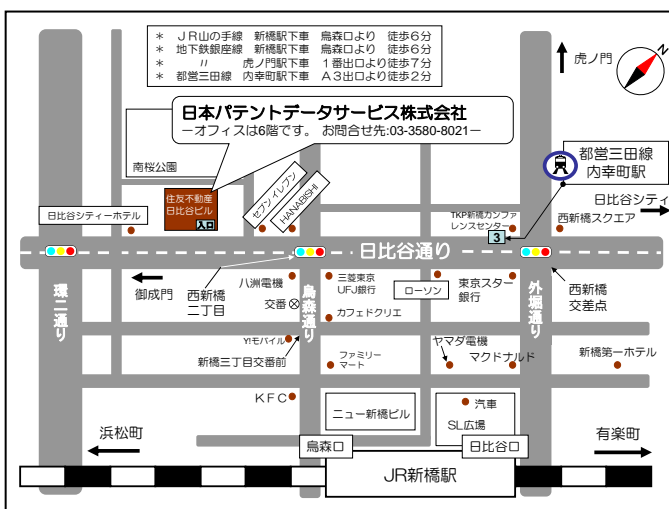 * JR山の手線 新橋駅下車 烏森口より 徒歩6分
* 地下鉄銀座線 新橋駅下車 烏森口より 徒歩6分
* 〃 虎ノ門駅下車 1番出口より徒歩7分
* 都営三田線 内幸町駅下車 A3出口より徒歩2分
虎ノ門
N
日本パテントデータサービス株式会社
－オフィスは6階です。 お問合せ先:03-3580-8021－
都営三田線
内幸町駅
南桜公園
住友不動産
日比谷ビル
入口
セブンイレブン
HANABISHI
日比谷シティーホテル
TKP新橋カンファ
レンスセンター
3
西新橋スクエア
日比谷シティ
日比谷通り
環二通り
御成門
西新橋
二丁目
八洲電機
交番
烏森通り
三菱東京
UFJ銀行
カフェドクリエ
ローソン
東京スター
銀行
外堀通り
西新橋
交差点
Y!モバイル
新橋三丁目交番前
ファミリー
マート
ヤマダ電機
マクドナルド
新橋第一ホテル
KFC
ニュー新橋ビル
汽車
SL広場
浜松町
烏森口
日比谷口
有楽町
JR新橋駅